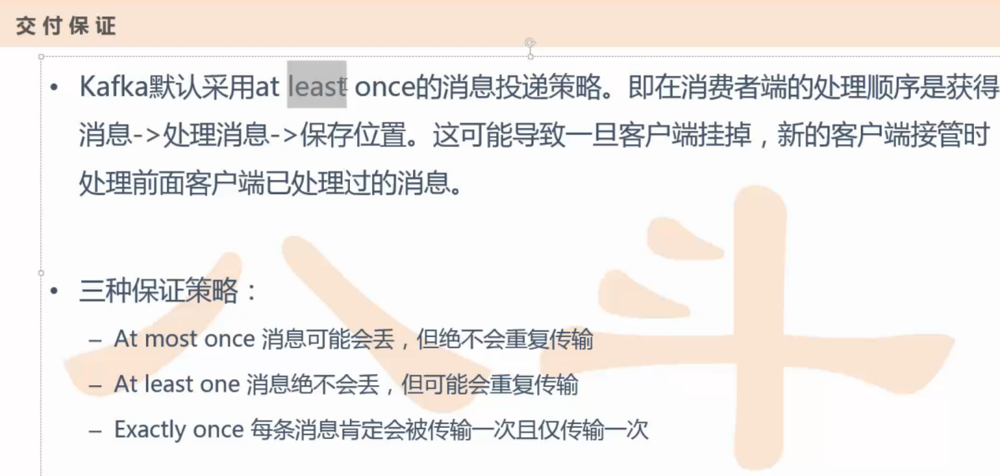 交付保证
• Kafka默认采用at least once的消息投递策略。即在消费者端的处理顺序是获得
消息->处理消息->保存位置。这可能导致一旦客户端挂掉，新的客户端接管时
处理前面客户端已处理过的消息。
• 三种保证策略：
– At most once 消息可能会丢，但绝不会重复传输
– At least one 消息绝不会丢，但可能会重复传输
– Exactly once 每条消息肯定会被传输一次且仅传输一次
八斗